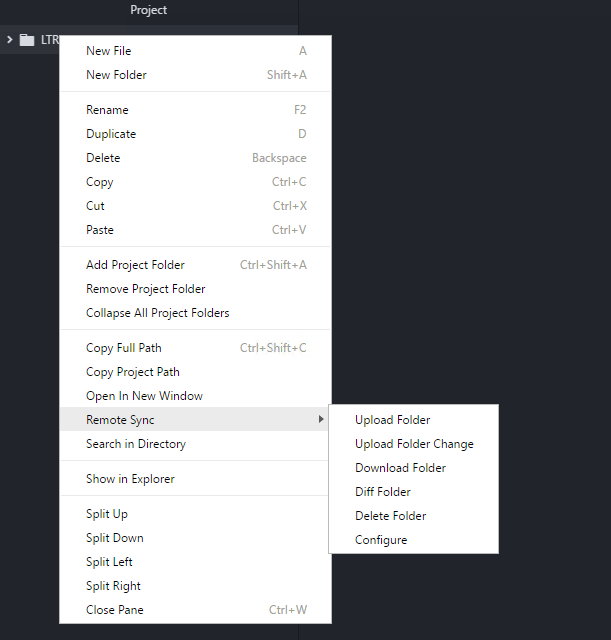 Project
LTR
New File A
New Folder Shift+A
Rename F2
Duplicate D
Delete Backspace
Copy Ctrl+C
Cut Ctrl+X
Paste Ctrl+V
Add Project Folder Ctrl+Shift+A
Remove Project Folder
Collapse All Project Folders
Copy Full Path Ctrl+Shift+C
Copy Project Path
Open In New Window
Remote Sync
Search in Directory
Show in Explorer
Split Up
Split Down
Split Left
Split Right
Close Pane Ctrl+W
Upload Folder
Upload Folder Change
Download Folder
Diff Folder
Delete Folder
Configure